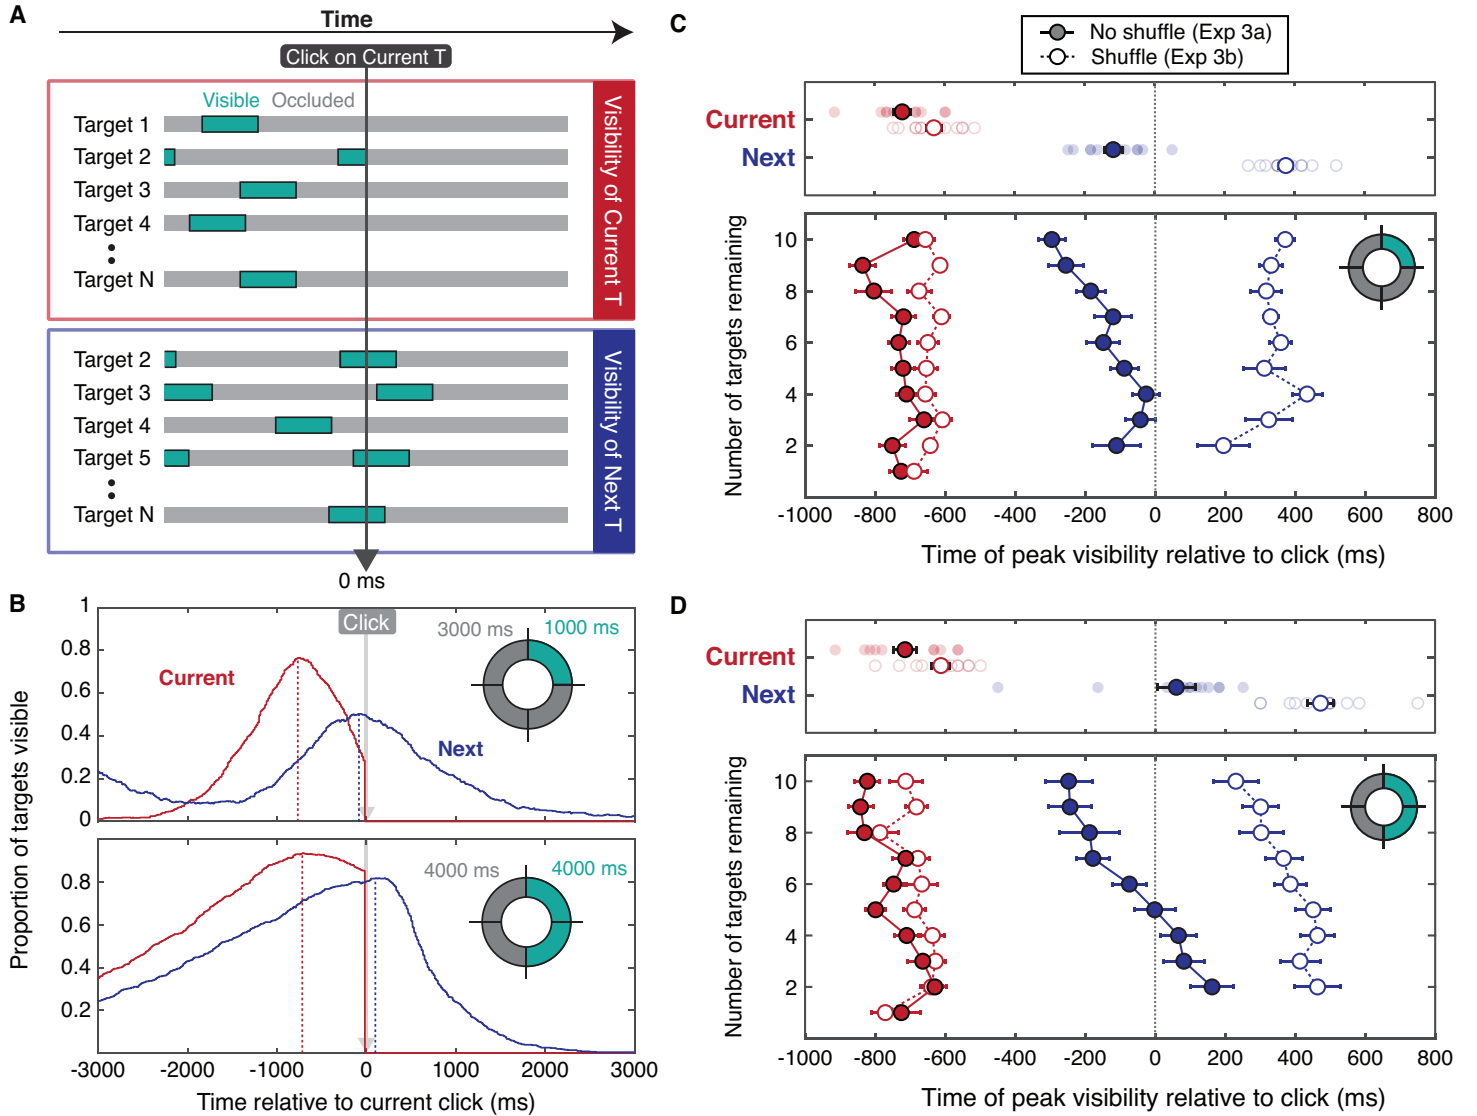 A
Time
Click on Current T
Visible Occluded
Target 1
Target 2
Target 3
Target 4
Target N
Visibility of Current T
Target 2
Target 3
Target 4
Target 5
Target N
Visibility of Next T
0 ms
B
Click
3000 ms 1000 ms
Current
Next
1
0.8
0.6
0.4
0.2
0
4000 ms 4000 ms
0.8
0.6
0.4
0.2
Proportion of targets visible
-3000 -2000 -1000 0 1000 2000 3000
Time relative to current click (ms)
C
No shuffle (Exp 3a)
Shuffle (Exp 3b)
Current
Next
Number of targets remaining
10
8
6
4
2
-1000 -800 -600 -400 -200 0 200 400 600 800
Time of peak visibility relative to click (ms)
D
Current
Next
Number of targets remaining
10
8
6
4
2
-1000 -800 -600 -400 -200 0 200 400 600 800
Time of peak visibility relative to click (ms)